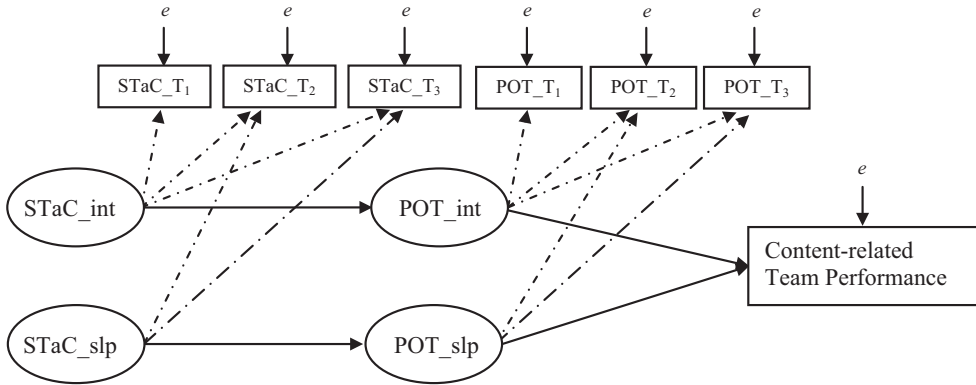 e e e e e e
STaC_T₁ STaC_T₂ STaC_T₃ POT_T₁ POT_T₂ POT_T₃
e
STaC_int POT_int
Content-related
Team Performance
STaC_slp POT_slp